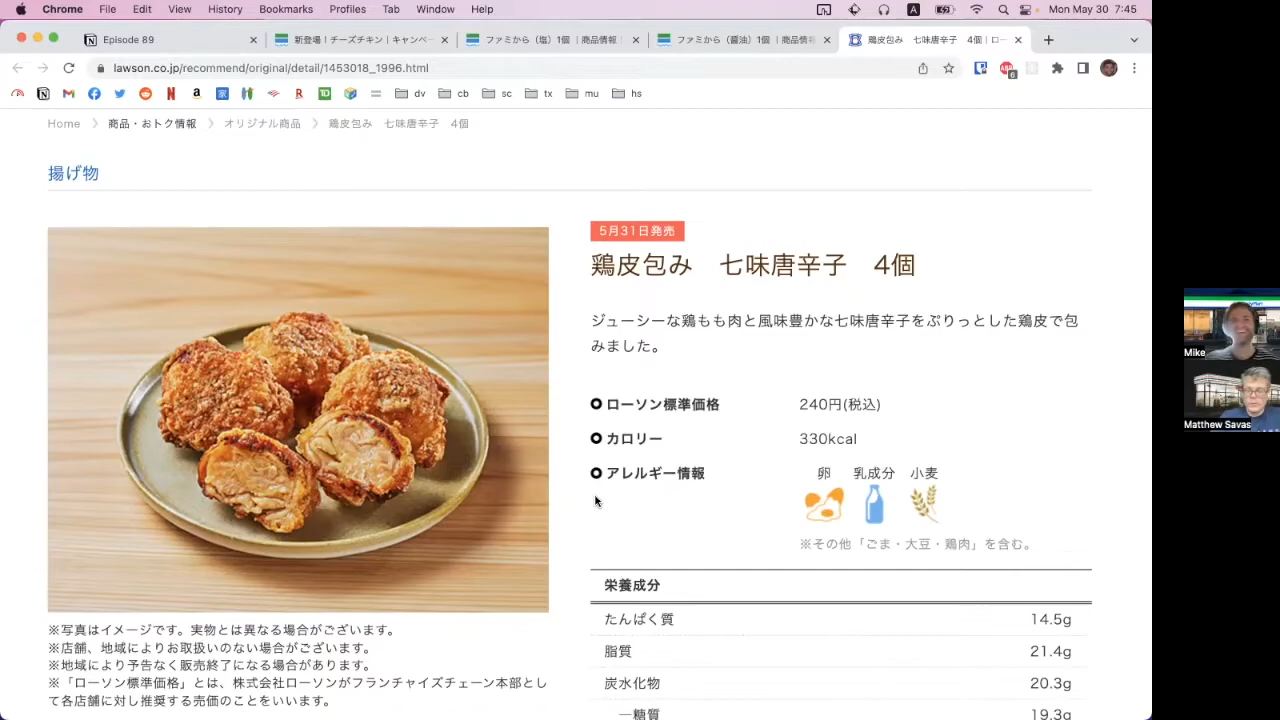 Chrome File Edit View History Bookmarks Profiles Tab Window Help
A
Mon May 30 7:45
Episode 89
新登場！チーズチキン｜キャンペー
ファミから（塩）1個 ｜商品情報
ファミから（醤油）1個 ｜商品情報
鶏皮包み 七味唐辛子 4個｜ロー
lawson.co.jp/recommend/original/detail/1453018_1996.html
6
dv cb sc tx mu hs
Home 商品・おトク情報 オリジナル商品 鶏皮包み 七味唐辛子 4個
揚げ物
5月31日発売
鶏皮包み 七味唐辛子 4個
ジューシーな鶏もも肉と風味豊かな七味唐辛子をぷりっとした鶏皮で包
みました。
ローソン標準価格 240円(税込)
カロリー 330kcal
アレルギー情報 卵 乳成分 小麦
※その他「ごま・大豆・鶏肉」を含む。
栄養成分
たんぱく質 14.5g
脂質 21.4g
炭水化物 20.3g
―糖質 19.3g
※写真はイメージです。実物とは異なる場合がございます。
※店舗、地域によりお取扱いのない場合がございます。
※地域により予告なく販売終了になる場合があります。
※「ローソン標準価格」とは、株式会社ローソンがフランチャイズチェーン本部とし
て各店舗に対し推奨する売価のことをいいます。
Mike
Matthew Savas